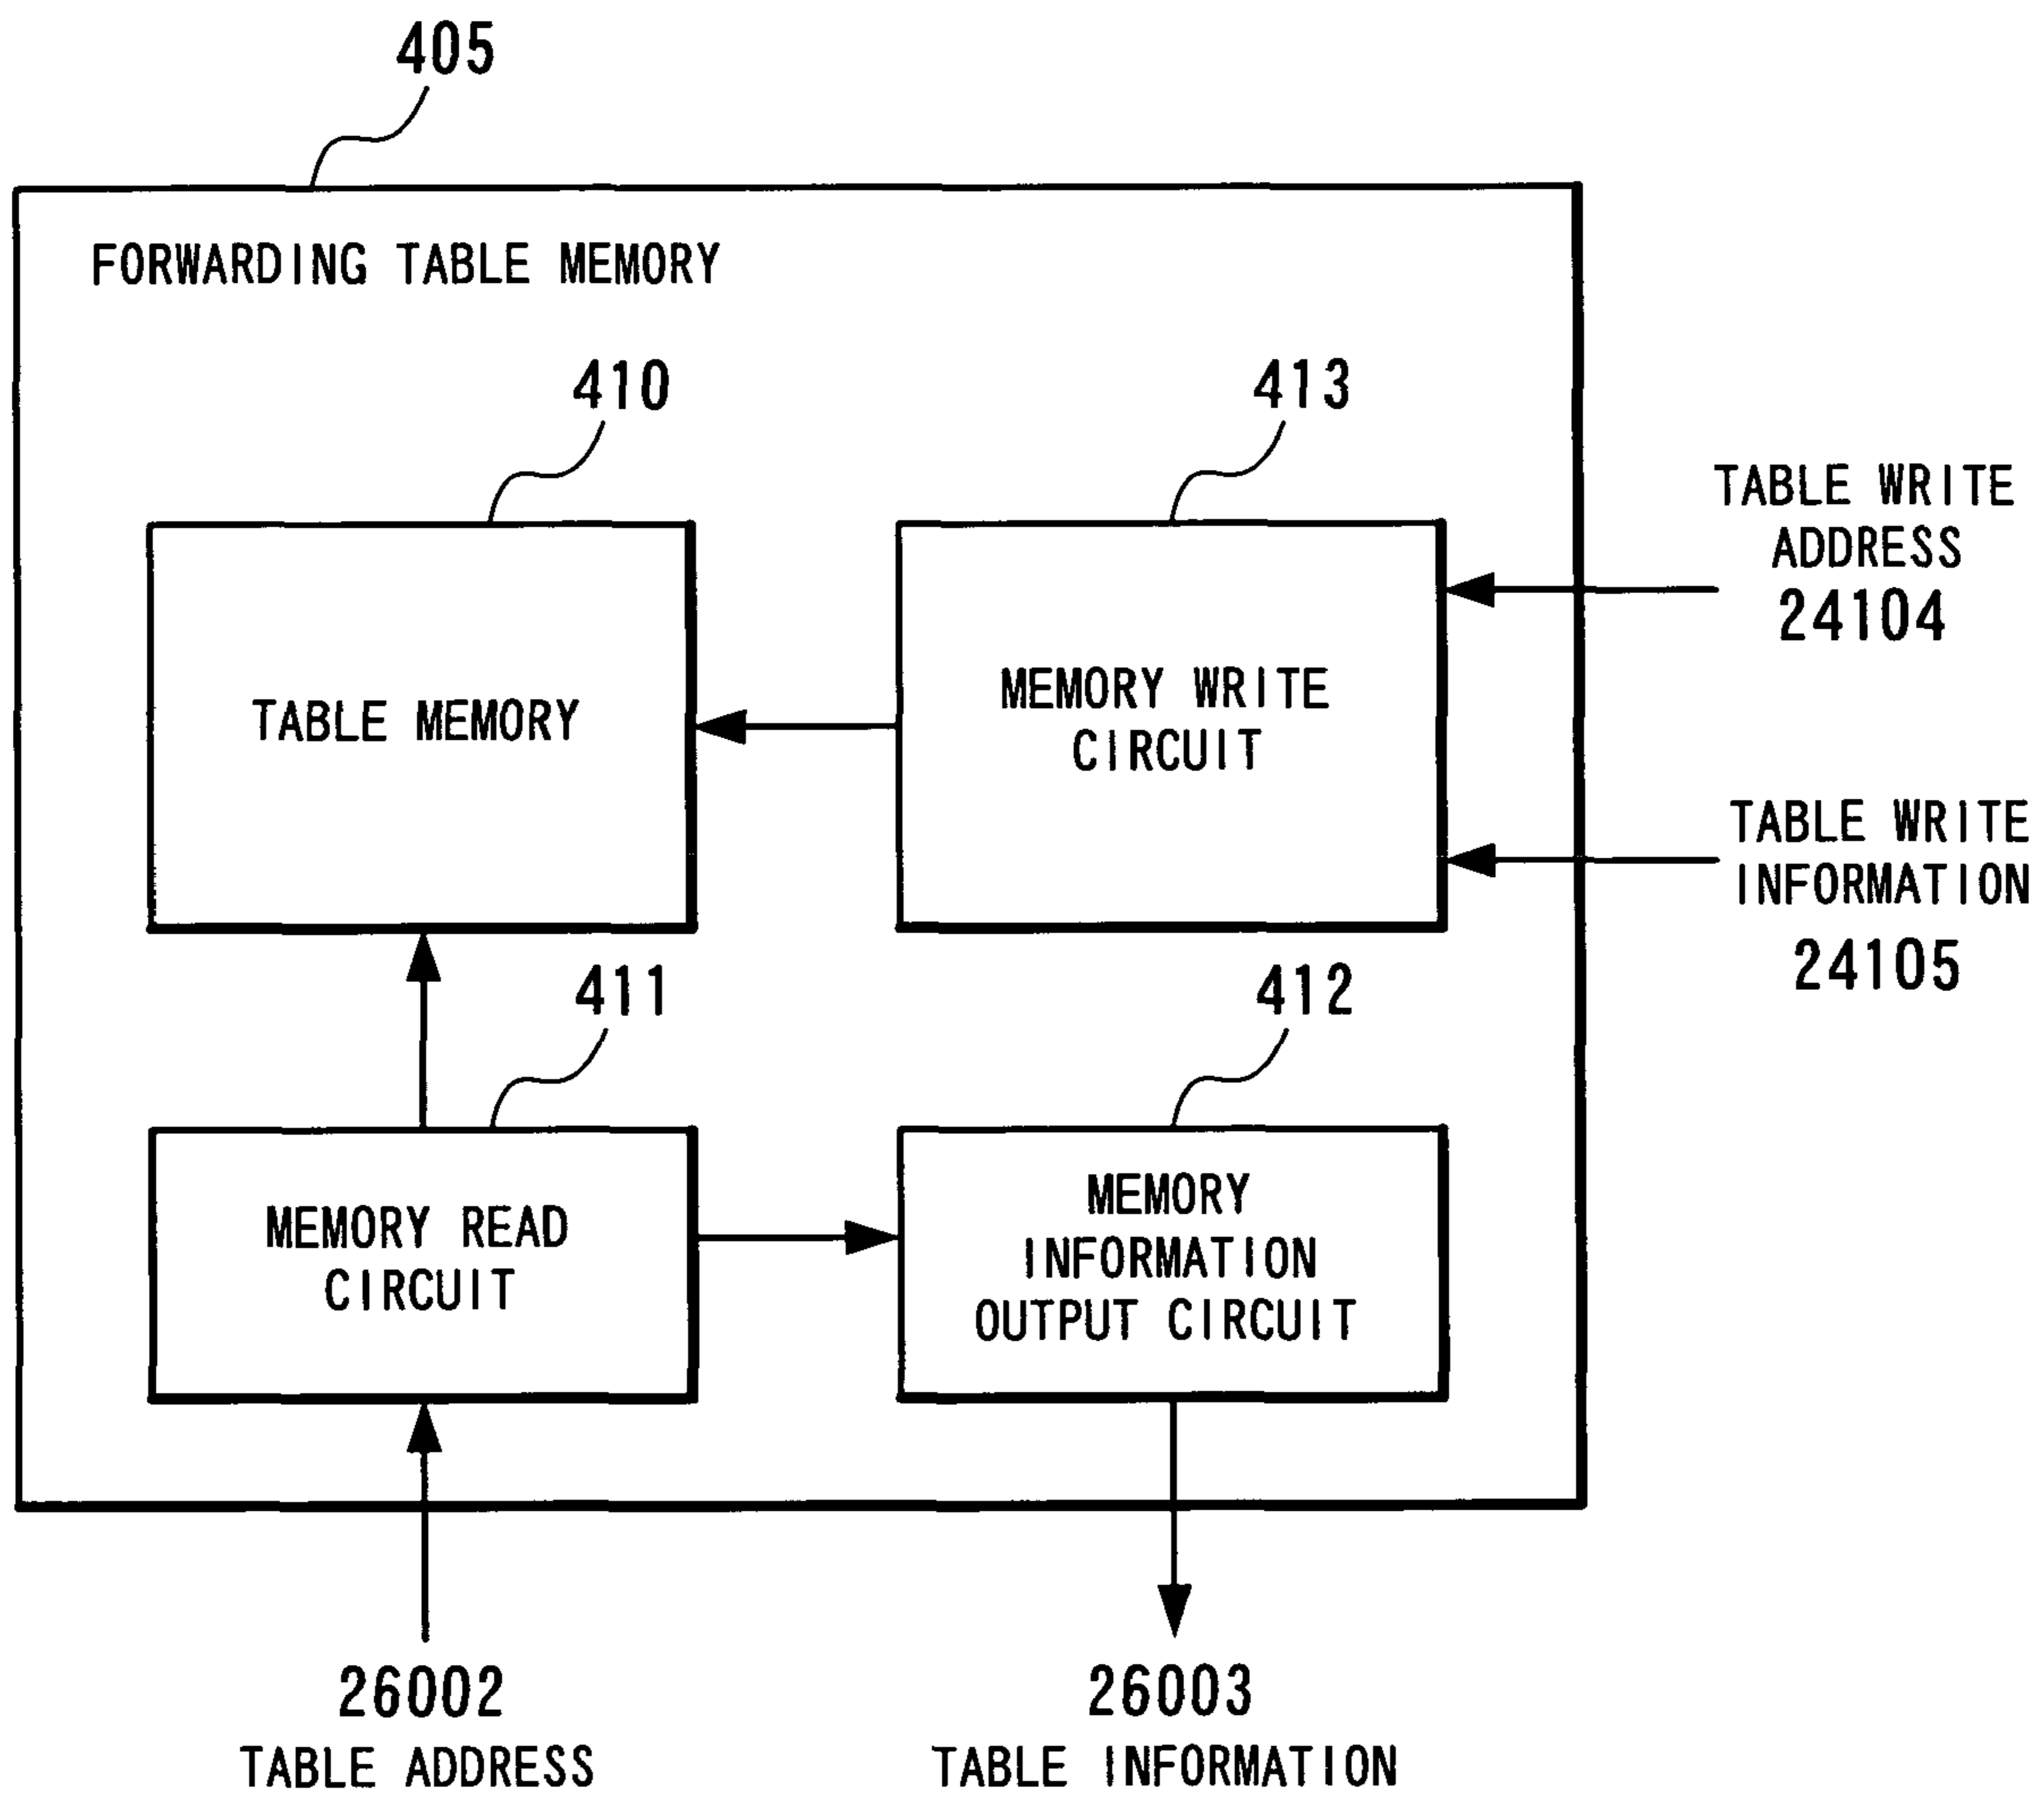 405
FORWARDING TABLE MEMORY
410
413
TABLE WRITE
ADDRESS
24104
TABLE MEMORY
MEMORY WRITE
CIRCUIT
TABLE WRITE
INFORMATION
24105
411
412
MEMORY READ
CIRCUIT
MEMORY
INFORMATION
OUTPUT CIRCUIT
26002
TABLE ADDRESS
26003
TABLE INFORMATION